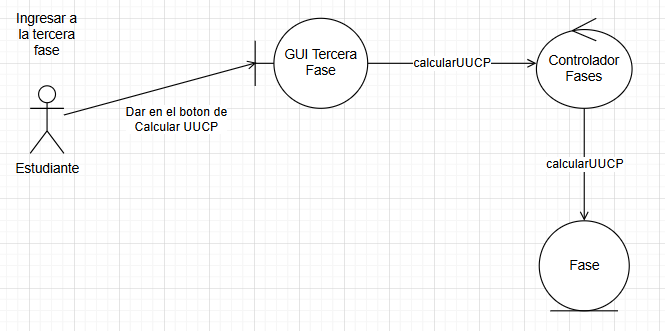 Ingresar a
la tercera
fase
Estudiante
Dar en el boton de
Calcular UUCP
GUI Tercera
Fase
calcularUUCP
Controlador
Fases
calcularUUCP
Fase